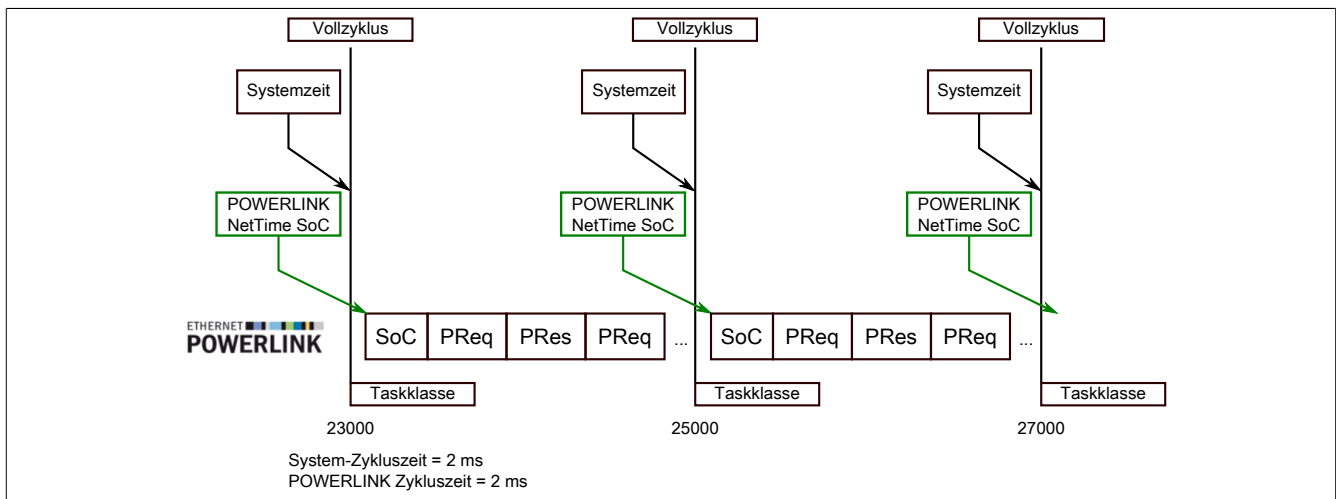 Vollzyklus Vollzyklus Vollzyklus
Systemzeit Systemzeit Systemzeit
POWERLINK POWERLINK POWERLINK
NetTime SoC NetTime SoC NetTime SoC
ETHERNET
POWERLINK
SoC PReq PRes PReq ... SoC PReq PRes PReq ...
Taskklasse Taskklasse Taskklasse
23000 25000 27000
System-Zykluszeit = 2 ms
POWERLINK Zykluszeit = 2 ms